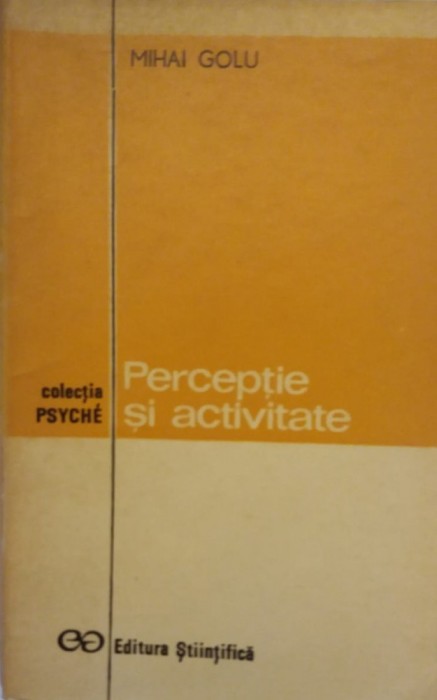 MIHAI GOLU
Percepție
și activitate
colecția
PSYCHÉ
Editura Științifică